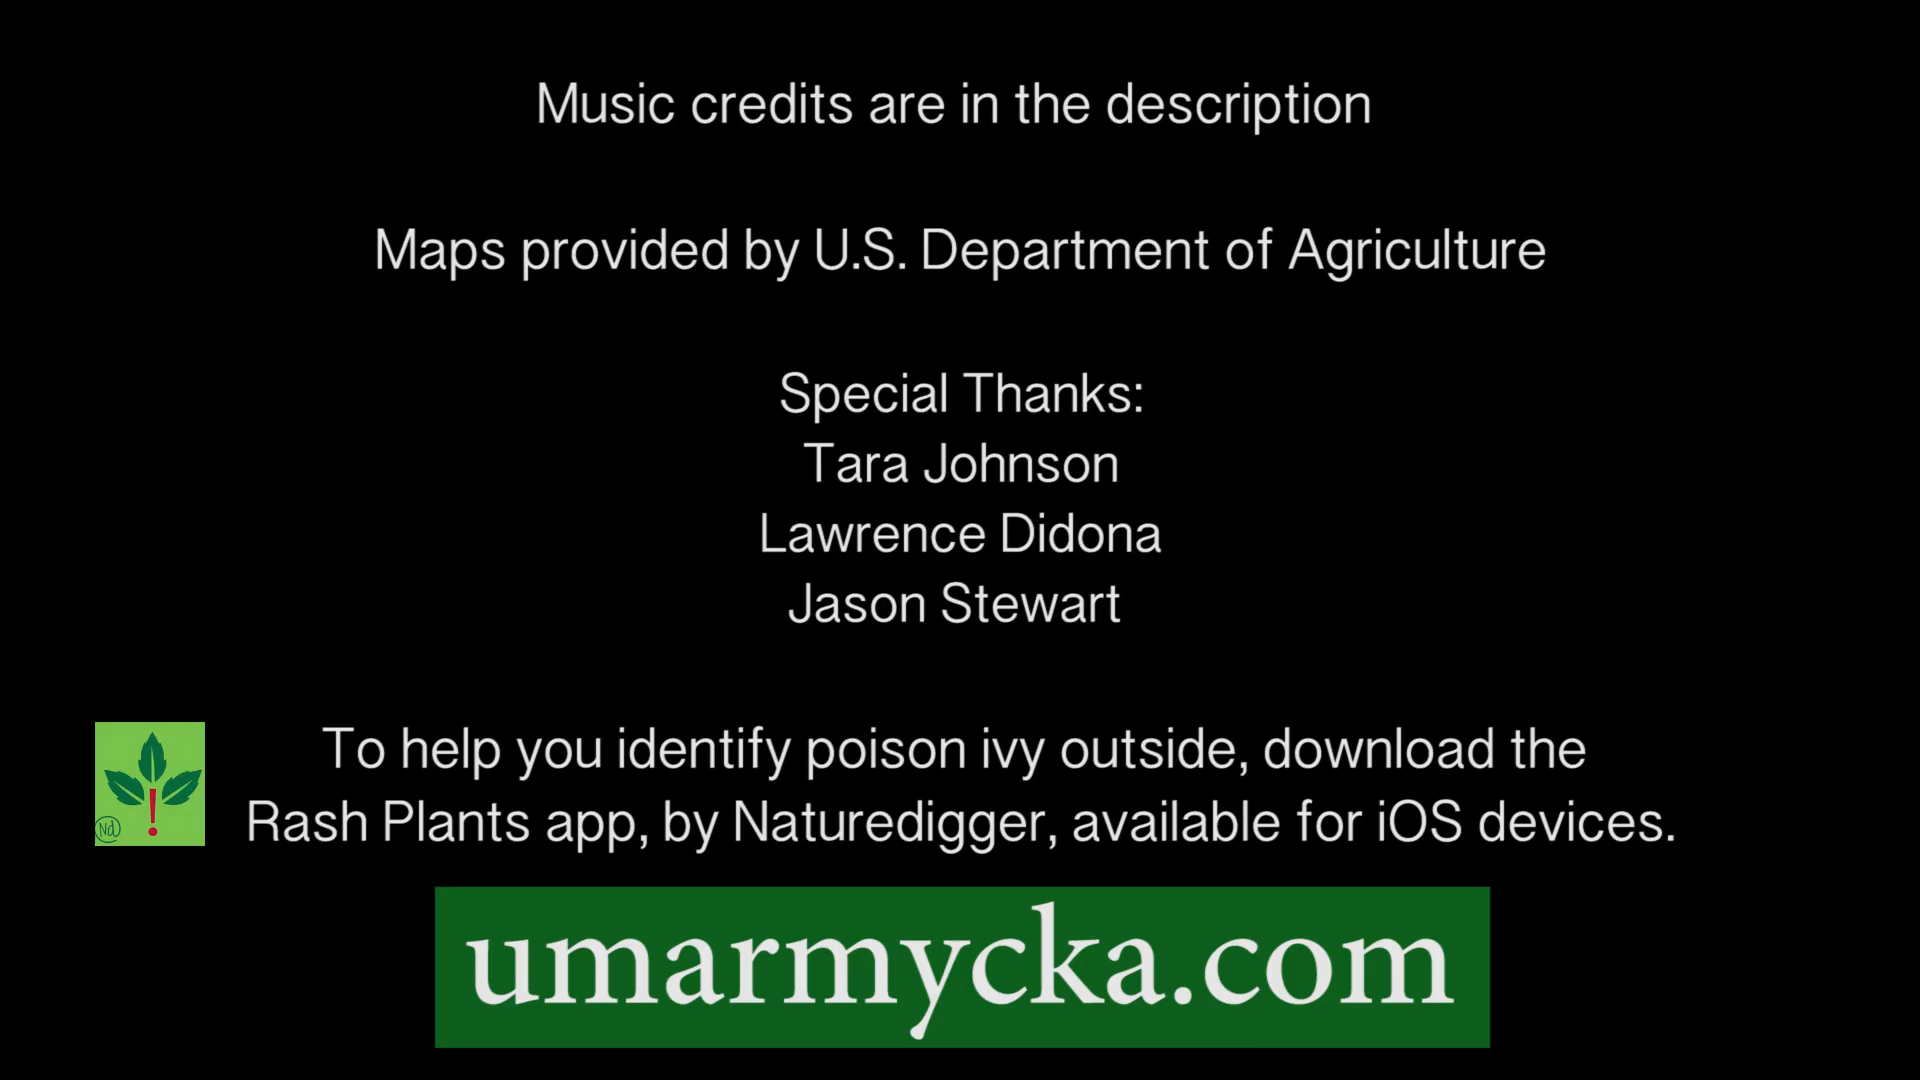 Music credits are in the description
Maps provided by U.S. Department of Agriculture
Special Thanks:
Tara Johnson
Lawrence Didona
Jason Stewart
To help you identify poison ivy outside, download the
Rash Plants app, by Naturedigger, available for iOS devices.
Nd
umarmycka.com